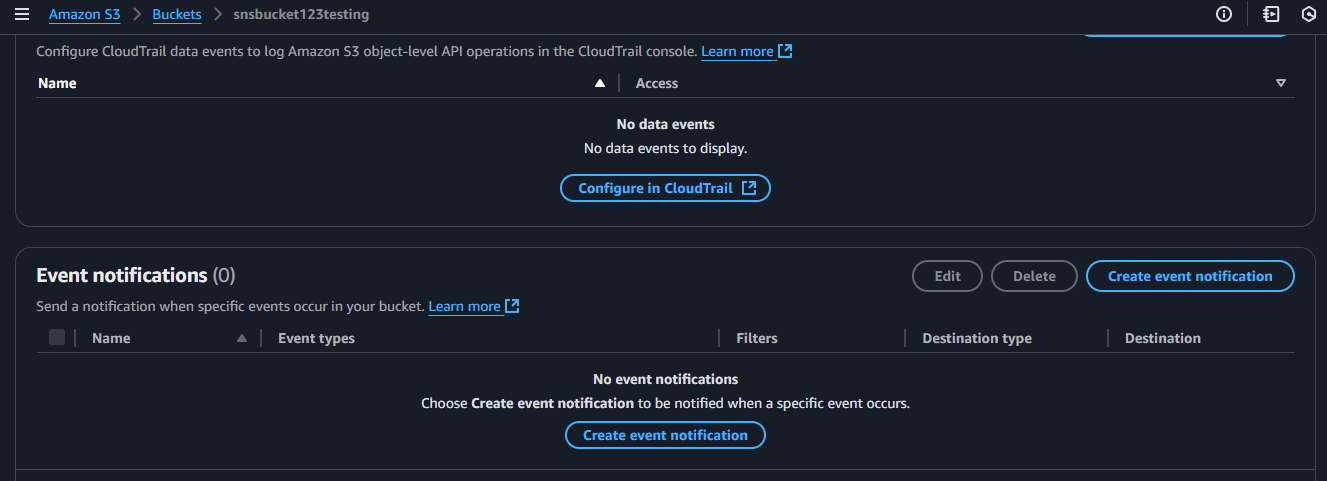 Amazon S3 > Buckets > snsbucket123testing
Configure CloudTrail data events to log Amazon S3 object-level API operations in the CloudTrail console. Learn more
Name Access
No data events
No data events to display.
Configure in CloudTrail
Event notifications (0) Edit Delete Create event notification
Send a notification when specific events occur in your bucket. Learn more
Name Event types Filters Destination type Destination
No event notifications
Choose Create event notification to be notified when a specific event occurs.
Create event notification